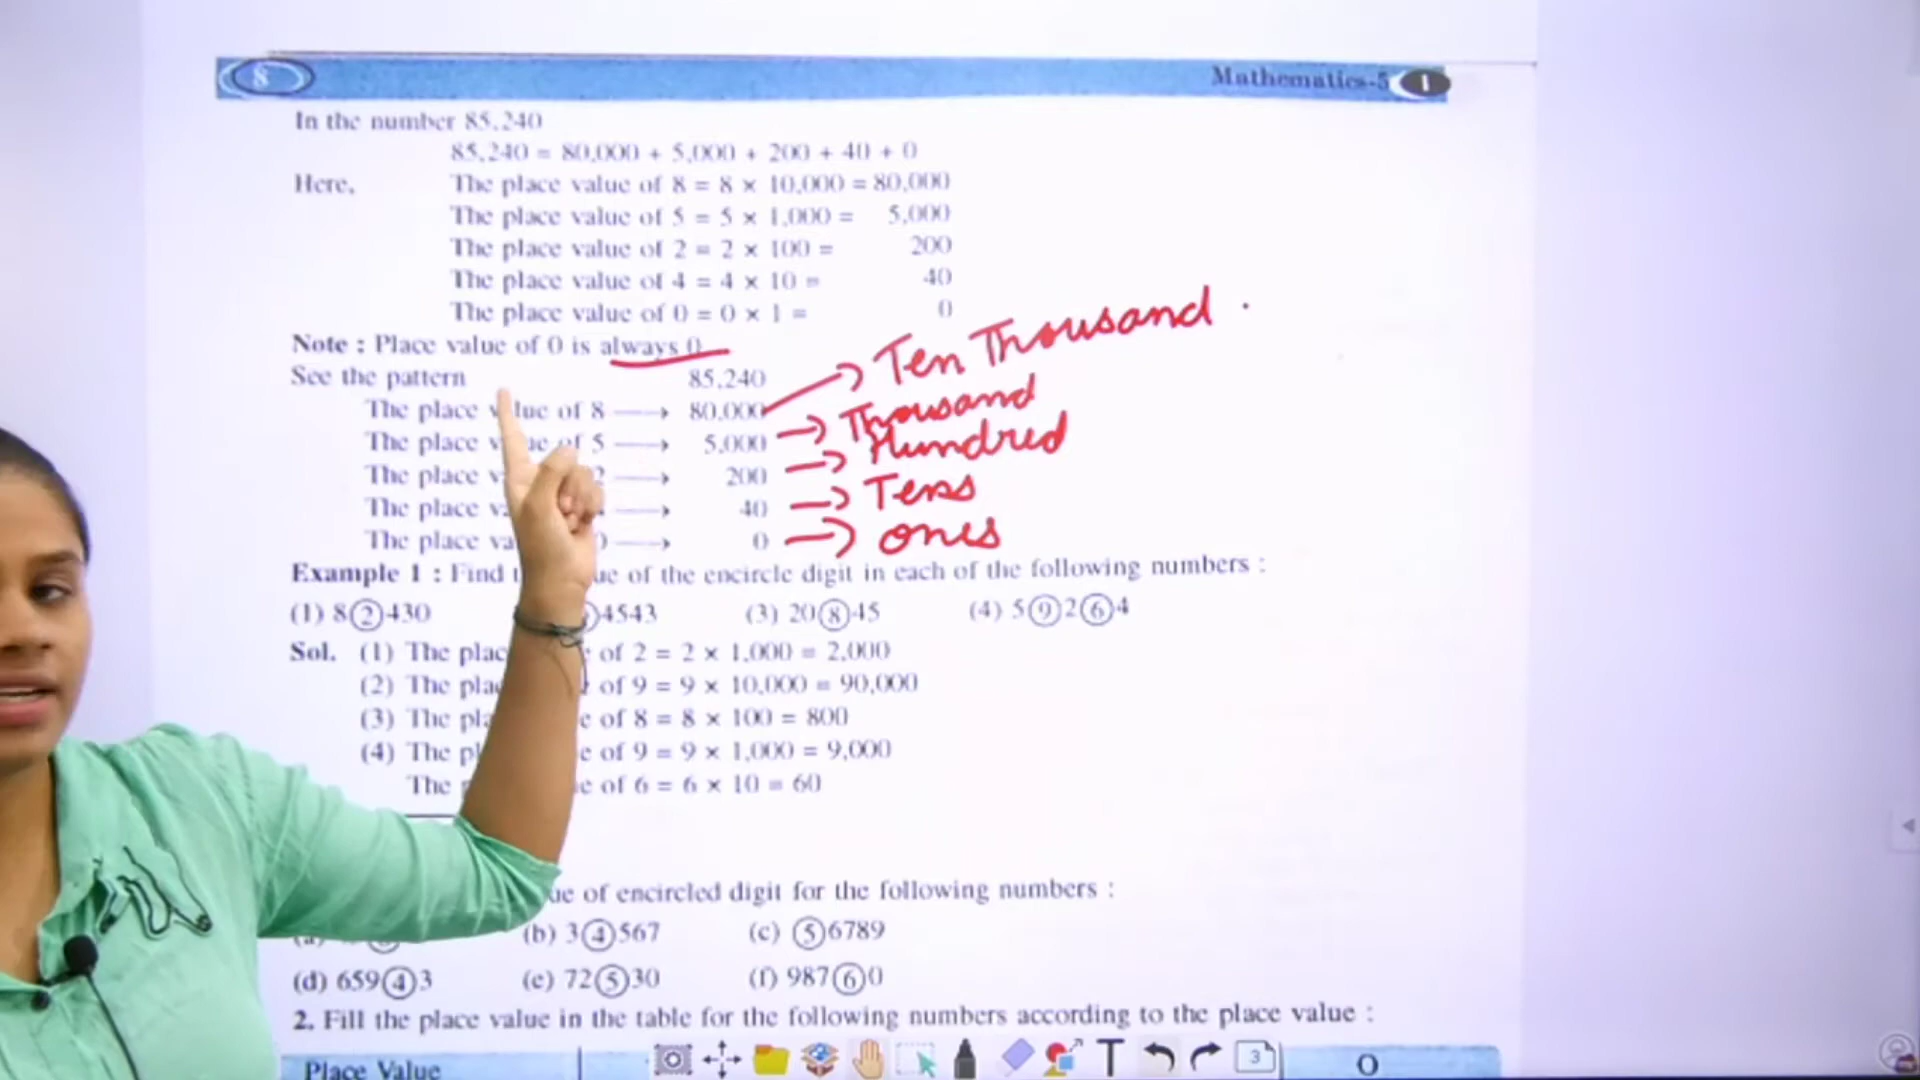 8 Mathematics-5 1
In the number 85,240
85,240 = 80,000 + 5,000 + 200 + 40 + 0
Here, The place value of 8 = 8 × 10,000 = 80,000
The place value of 5 = 5 × 1,000 = 5,000
The place value of 2 = 2 × 100 = 200
The place value of 4 = 4 × 10 = 40
The place value of 0 = 0 × 1 = 0
Note : Place value of 0 is always 0
See the pattern 85,240
The place value of 8 → 80,000 → Ten Thousand
The place of 5 → 5,000 → Thousand
The place → 200 → Hundred
The place → 40 → Tens
The place → 0 → ones
Example 1 : Find of the encircle digit in each of the following numbers :
(1) 8②430 4543 (3) 20⑧45 (4) 5⑨2⑥4
Sol. (1) The of 2 = 2 × 1,000 = 2,000
(2) The of 9 = 9 × 10,000 = 90,000
(3) The of 8 = 8 × 100 = 800
(4) The of 9 = 9 × 1,000 = 9,000
The of 6 = 6 × 10 = 60
of encircled digit for the following numbers :
(b) 3④567 (c) ⑤6789
(d) 659④3 (e) 72⑤30 (f) 987⑥0
2. Fill the place value in the table for the following numbers according to the place value :
T 3
Place Value O